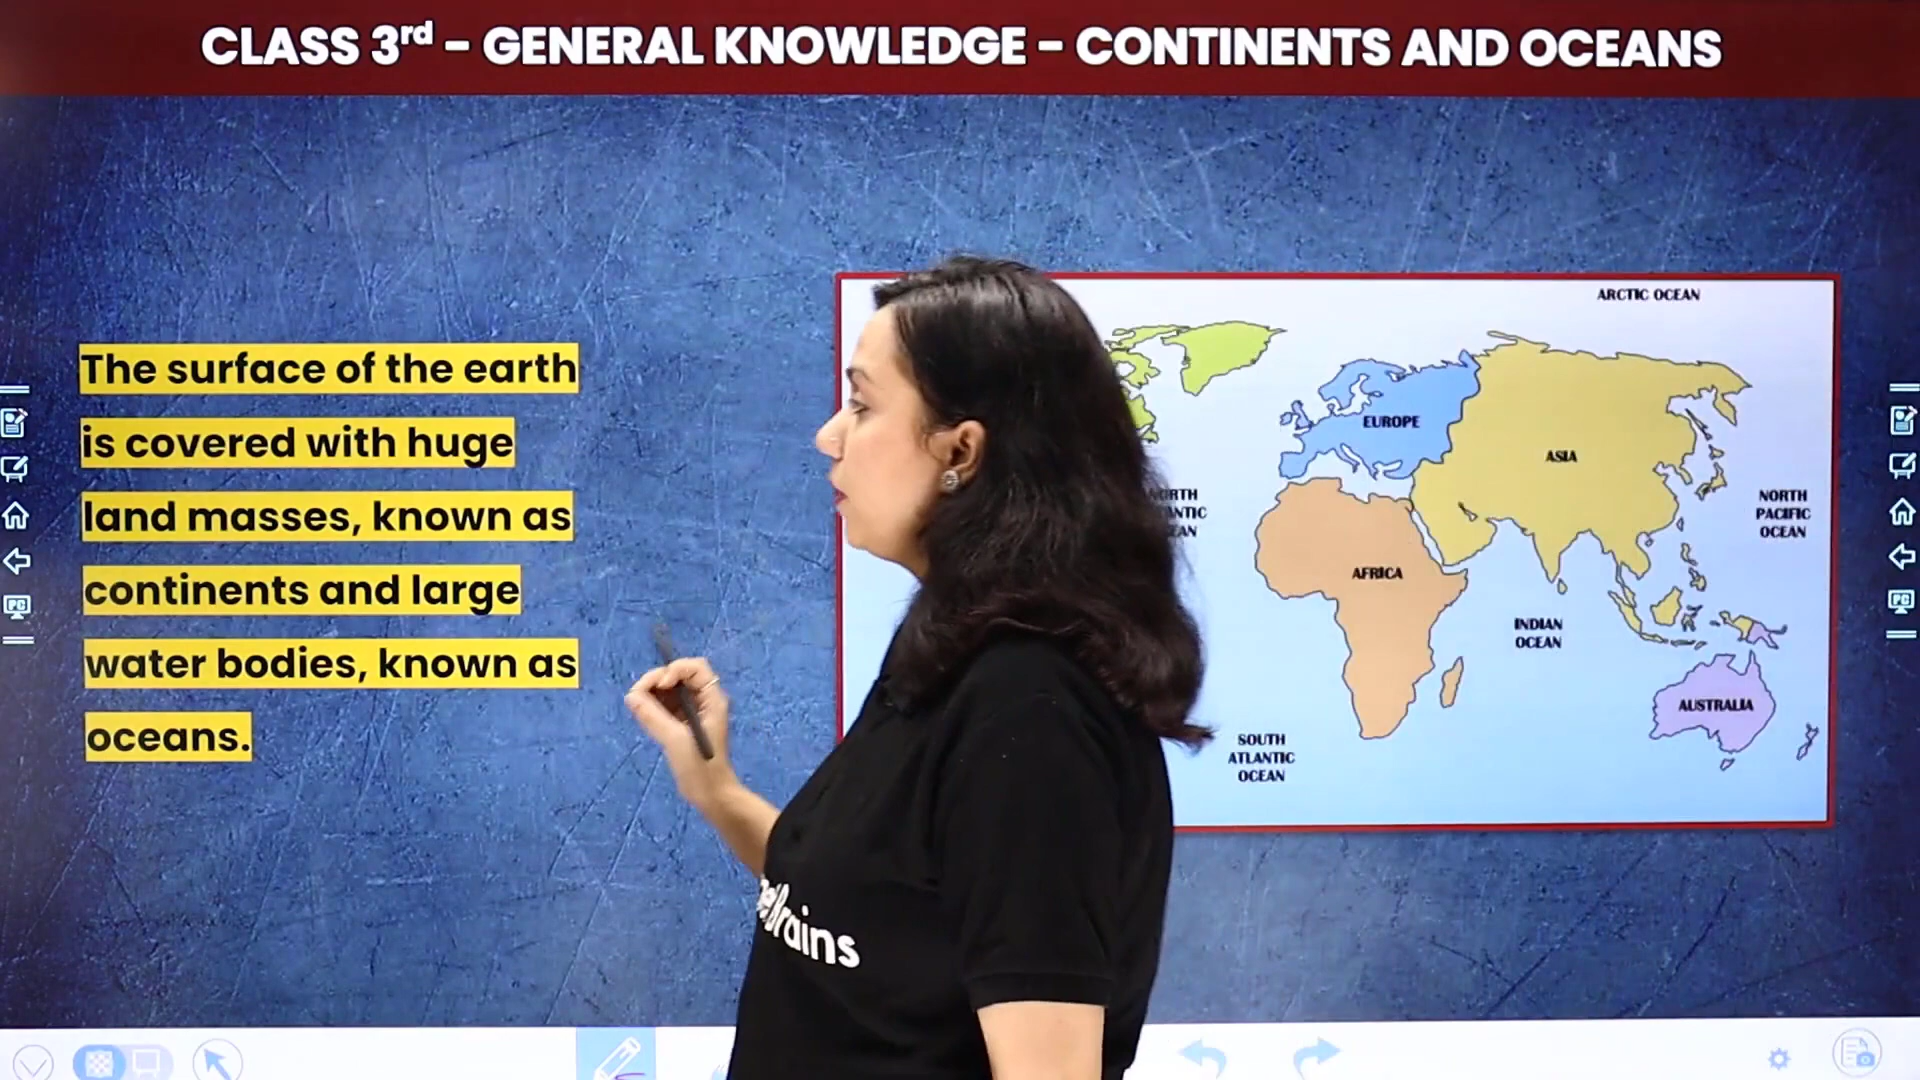 CLASS 3rd - GENERAL KNOWLEDGE - CONTINENTS AND OCEANS
The surface of the earth
is covered with huge
land masses, known as
continents and large
water bodies, known as
oceans.
ARCTIC OCEAN
EUROPE
ASIA
NORTH
PACIFIC
OCEAN
AFRICA
INDIAN
OCEAN
AUSTRALIA
SOUTH
ATLANTIC
OCEAN
PC
PC